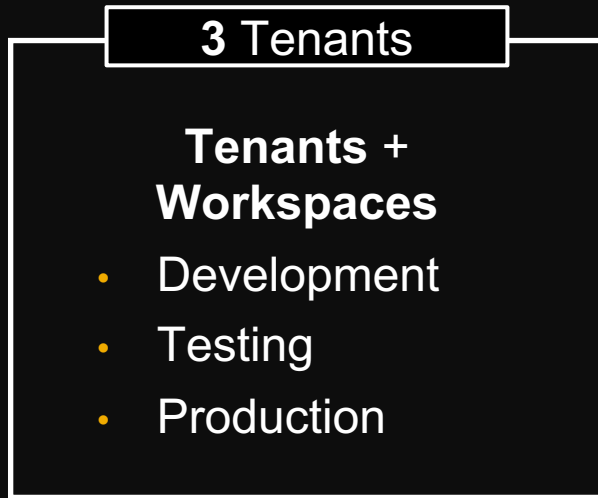 3 Tenants
Tenants +
Workspaces
• Development
• Testing
• Production